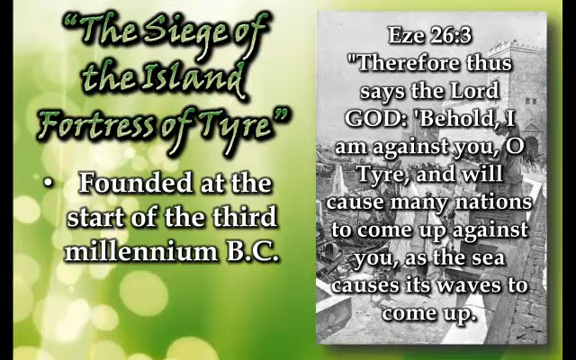 “The Siege of
the Island
Fortress of Tyre”
• Founded at the
start of the third
millennium B.C.
Eze 26:3
"Therefore thus
says the Lord
GOD: 'Behold, I
am against you, O
Tyre, and will
cause many nations
to come up against
you, as the sea
causes its waves to
come up.